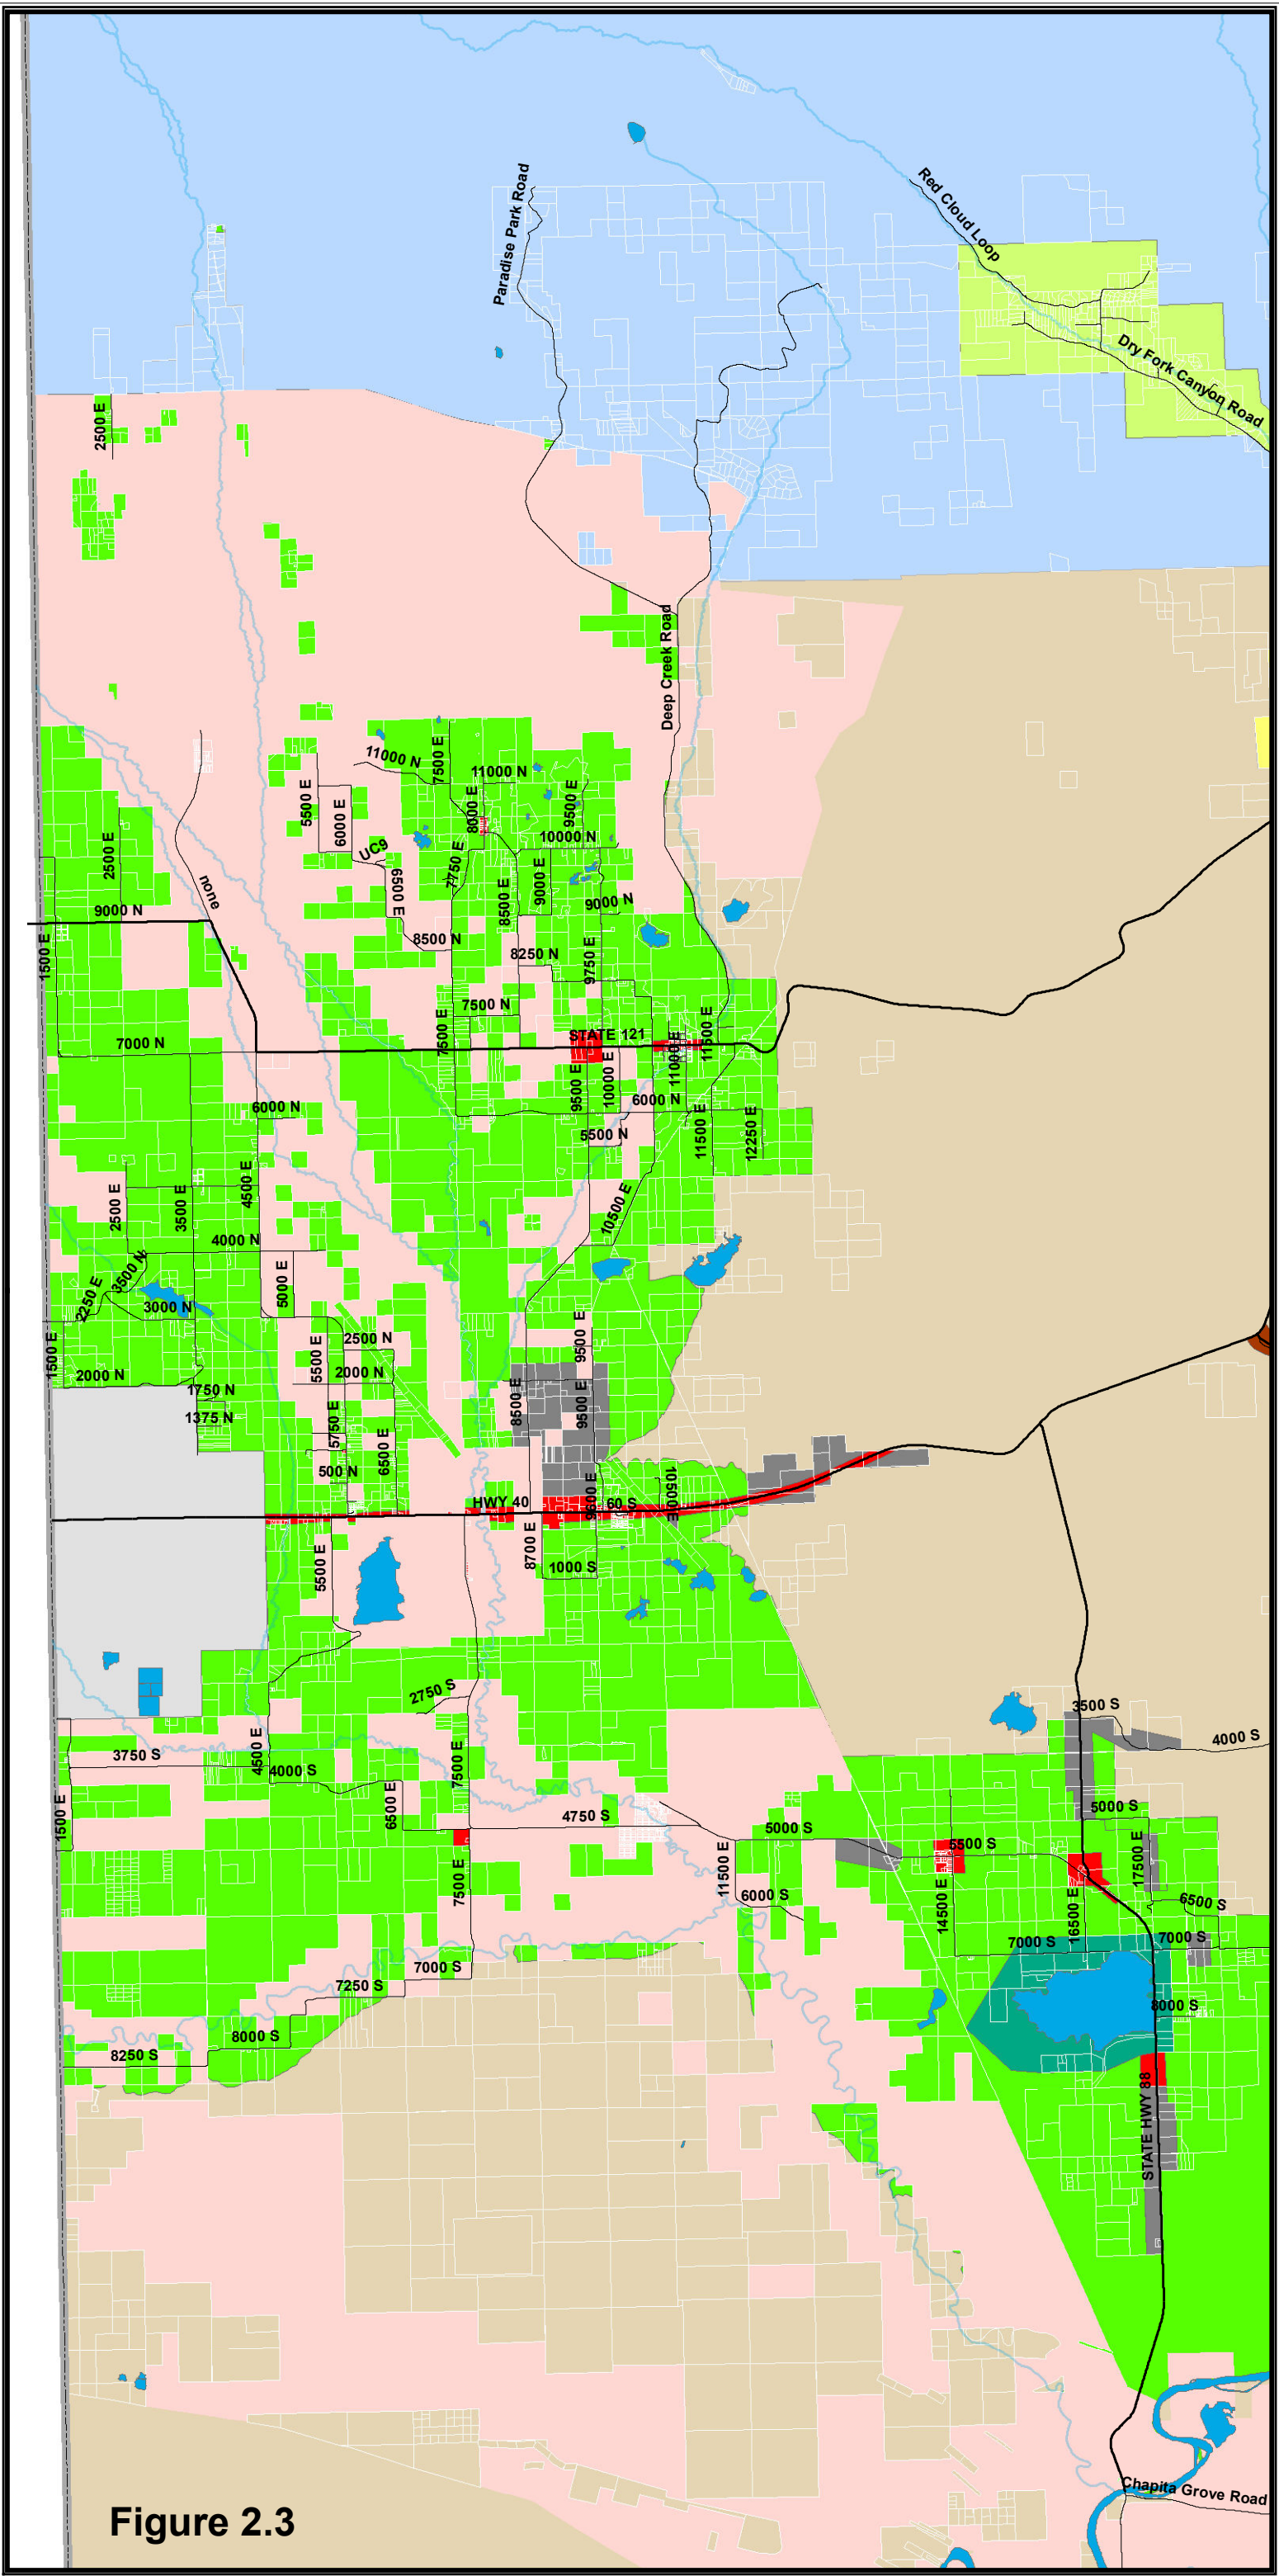 Paradise Park Road
Red Cloud Loop
Dry Fork Canyon Road
2500 E
Deep Creek Road
11000 N
7500 E
11000 N
5500 E
6000 E
8000 E
9500 E
10000 N
UC9
2500 E
7750 E
6500 E
8500 E
9000 E
9000 N
none
9000 N
1500 E
8500 N
8250 N
9750 E
7500 N
7500 E
STATE 121
11500 E
11000 E
7000 N
9500 E
10000 E
6000 N
6000 N
5500 N
11500 E
12250 E
2500 E
3500 E
4500 E
10500 E
4000 N
3500 N
2250 E
5000 E
3000 N
1500 E
2500 N
5500 E
9500 E
2000 N
2000 N
1750 N
8500 E
9500 E
1375 N
5750 E
6500 E
500 N
10500 E
HWY 40
60 S
5500 E
8700 E
1000 S
2750 S
3500 S
4000 S
3750 S
4500 E
4000 S
7500 E
1500 E
6500 E
4750 S
5000 S
5000 S
5500 S
17500 E
7500 E
11500 E
6000 S
14500 E
16500 E
6500 S
7000 S
7000 S
7000 S
7250 S
8000 S
8000 S
8250 S
STATE HWY 88
Chapita Grove Road
Figure 2.3